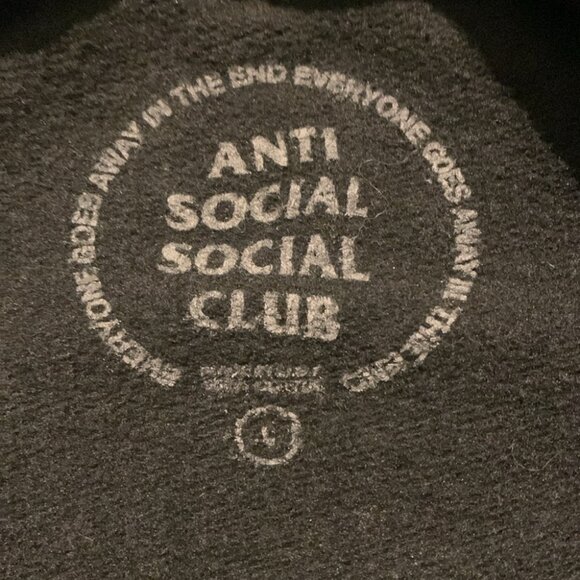 EVERYONE GOES AWAY IN THE END EVERYONE GOES AWAY IN THE END
ANTI
SOCIAL
SOCIAL
CLUB
L